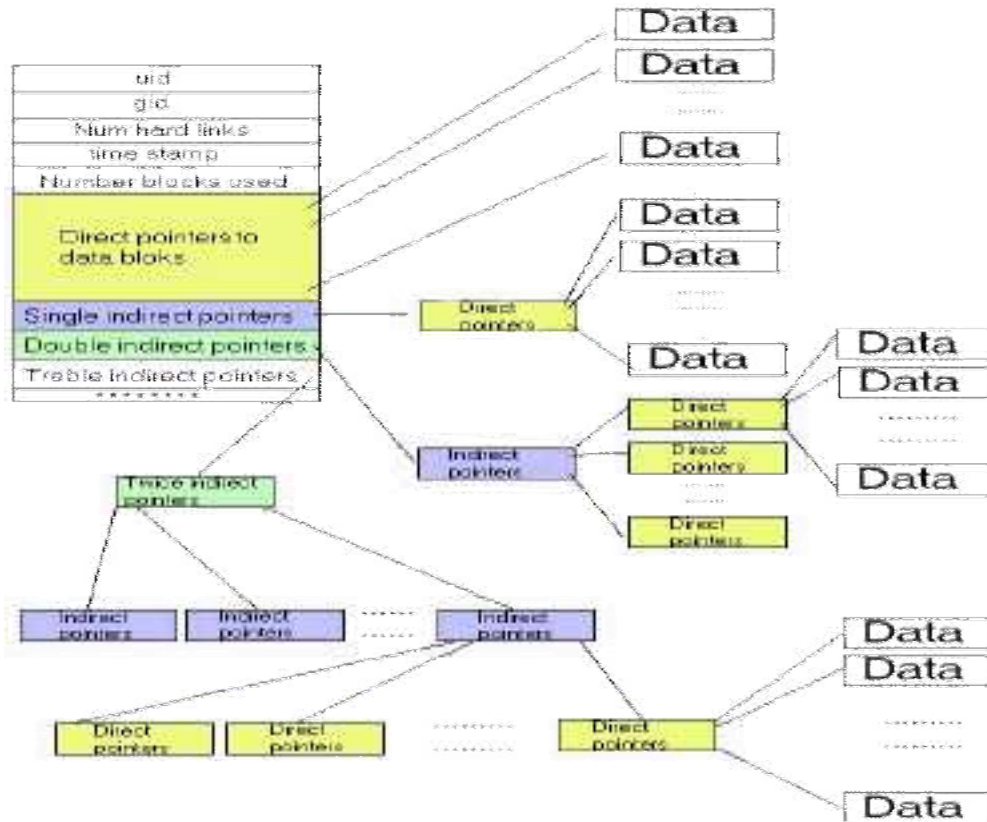 uid
gid
Num hard links
time stamp
Number blocks used
Direct pointers to
data bloks
Single indirect pointers
Double indirect pointers
Treble Indirect pointers
Data
Data
Data
Direct
pointers
Data
Data
Data
Indirect
pointers
Direct
pointers
Direct
pointers
Direct
pointers
Data
Data
Data
Twice indirect
pointers
Indirect
pointers
Indirect
pointers
Indirect
pointers
Direct
pointers
Direct
pointers
Direct
pointers
Data
Data
Data